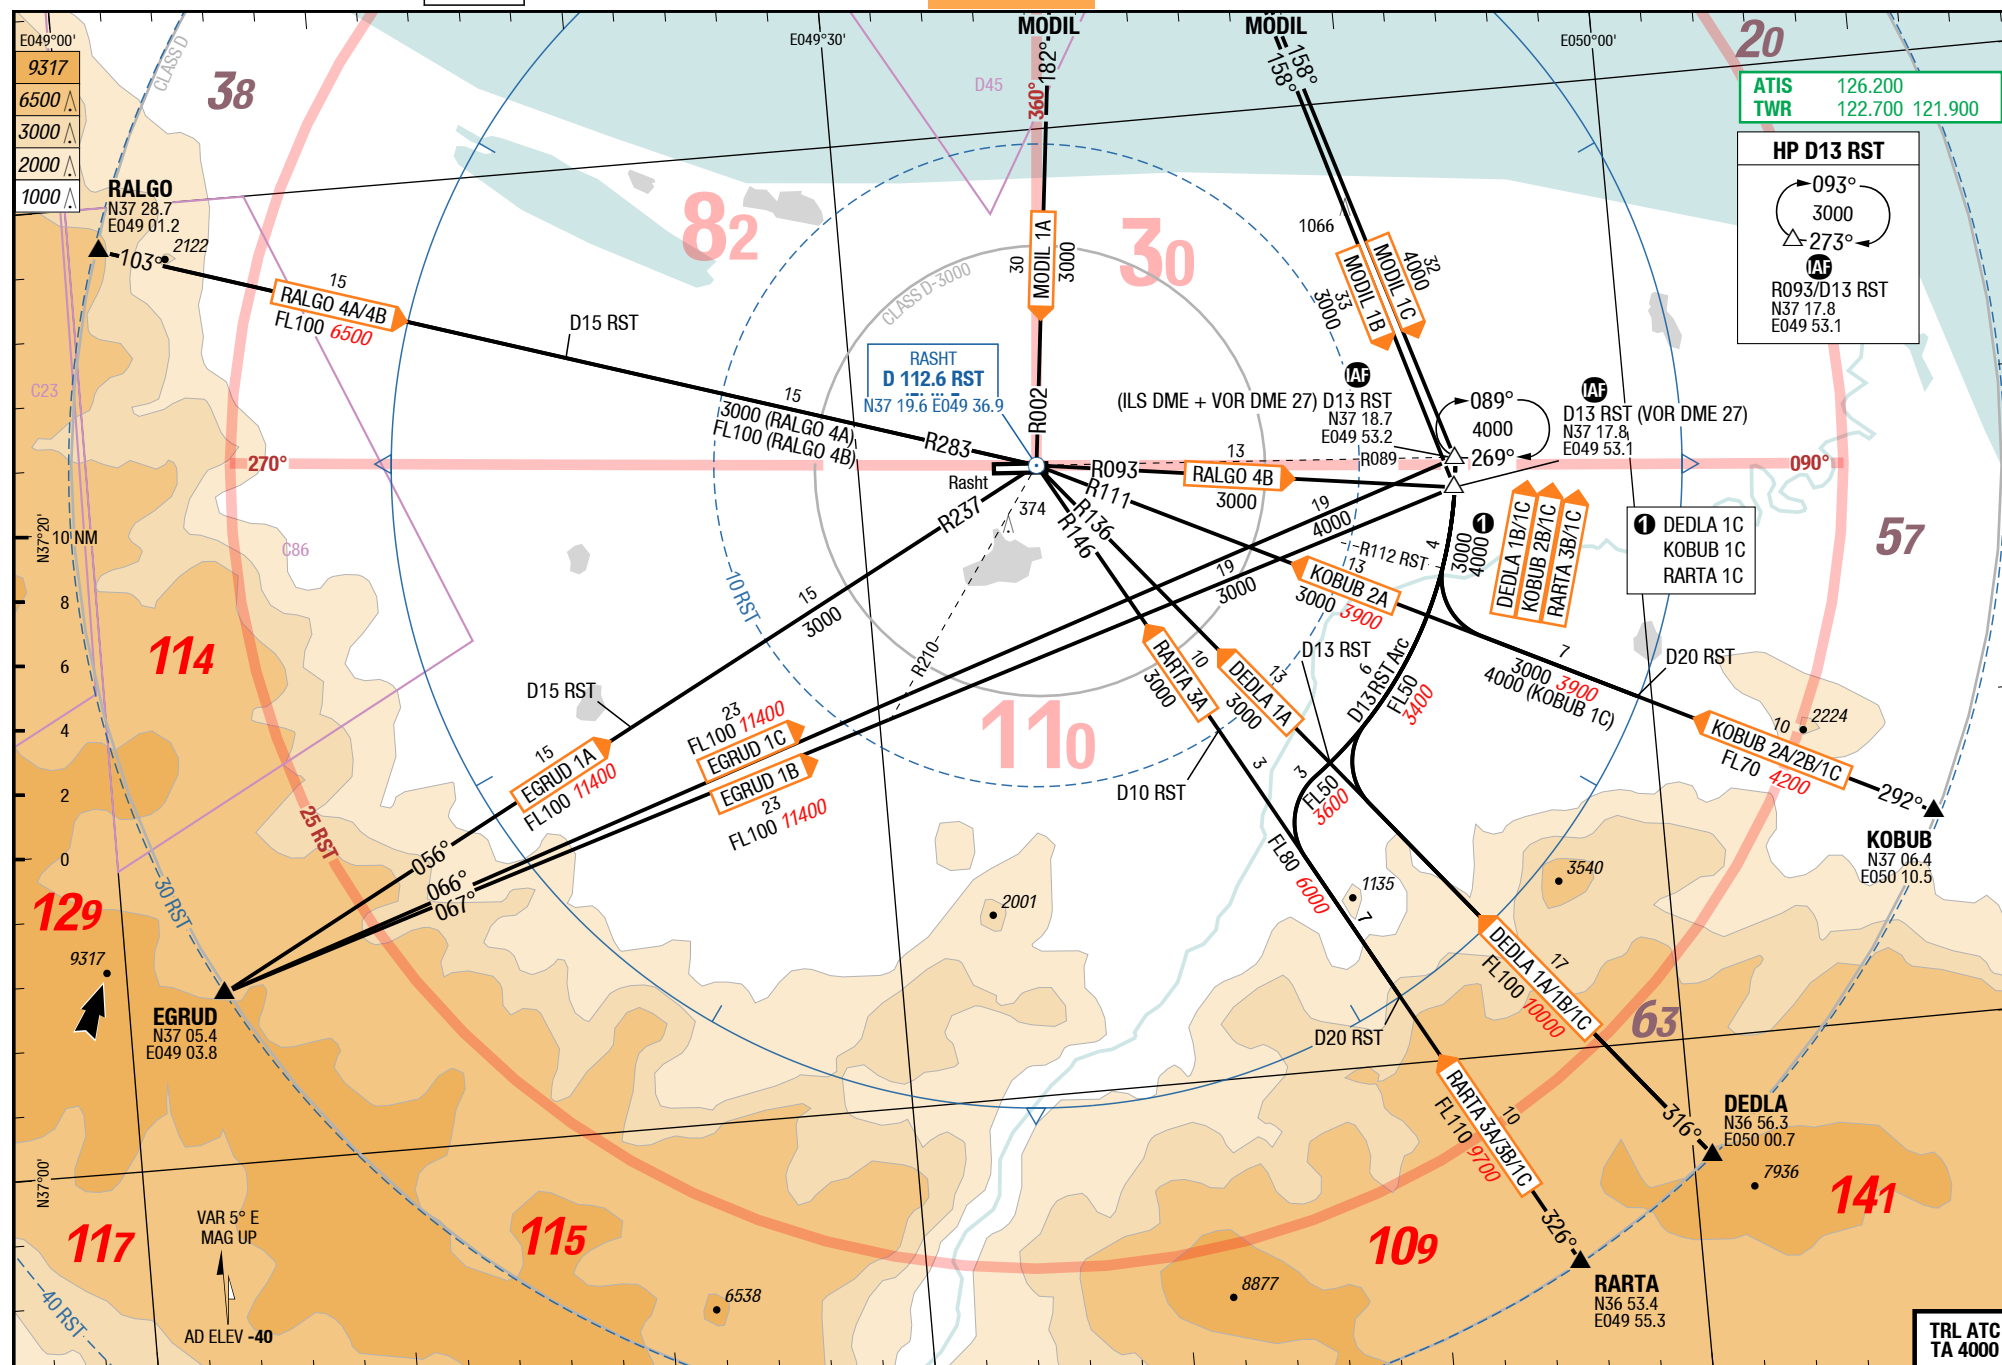 MODIL
MODIL
E049°00'
E049°30'
E050°00'
9317
6500
3000
2000
1000
CLASS D
38
D45
182°
360°
158°
158°
20
ATIS 126.200
TWR 122.700 121.900
HP D13 RST
093°
3000
273°
IAF
R093/D13 RST
N37 17.8
E049 53.1
RALGO
N37 28.7
E049 01.2
2122
103°
15
RALGO 4A/4B
FL100 6500
D15 RST
82
30
30
MODIL 1A
3000
CLASS D-3000
1066
MODIL 1B
33
3000
MODIL 1C
32
4000
RASHT
D 112.6 RST
N37 19.6 E049 36.9
R002
C23
15
3000 (RALGO 4A)
FL100 (RALGO 4B)
R283
IAF
(ILS DME + VOR DME 27) D13 RST
N37 18.7
E049 53.2
089°
4000
269°
IAF
D13 RST (VOR DME 27)
N37 17.8
E049 53.1
270°
090°
Rasht
R093
13
RALGO 4B
3000
R089
R111
R136
R146
R237
374
19
4000
19
3000
R112 RST
4
3000
4000
1
DEDLA 1B/1C
KOBUB 2B/1C
RARTA 3B/1C
1 DEDLA 1C
KOBUB 1C
RARTA 1C
57
N37°20'
10 NM
8
6
4
2
0
C86
10 RST
13
KOBUB 2A
3000 3900
15
3000
R210
114
D15 RST
10
RARTA 3A
3000
13
DEDLA 1A
3000
D13 RST
6
D13 RST Arc
FL50
3400
7
3000 3900
4000 (KOBUB 1C)
D20 RST
10
2224
KOBUB 2A/2B/1C
FL70 4200
292°
KOBUB
N37 06.4
E050 10.5
23
FL100 11400
EGRUD 1C
EGRUD 1B
23
FL100 11400
110
15
EGRUD 1A
FL100 11400
D10 RST
3
3
FL50
3600
25 RST
056°
066°
067°
FL80 6000
7
1135
3540
2001
129
30 RST
9317
EGRUD
N37 05.4
E049 03.8
17
DEDLA 1A/1B/1C
FL100 10000
63
D20 RST
10
RARTA 3A/3B/1C
FL110 9700
316°
DEDLA
N36 56.3
E050 00.7
7936
141
N37°00'
117
VAR 5° E
MAG UP
AD ELEV -40
40 RST
115
6538
8877
109
326°
RARTA
N36 53.4
E049 55.3
TRL ATC
TA 4000